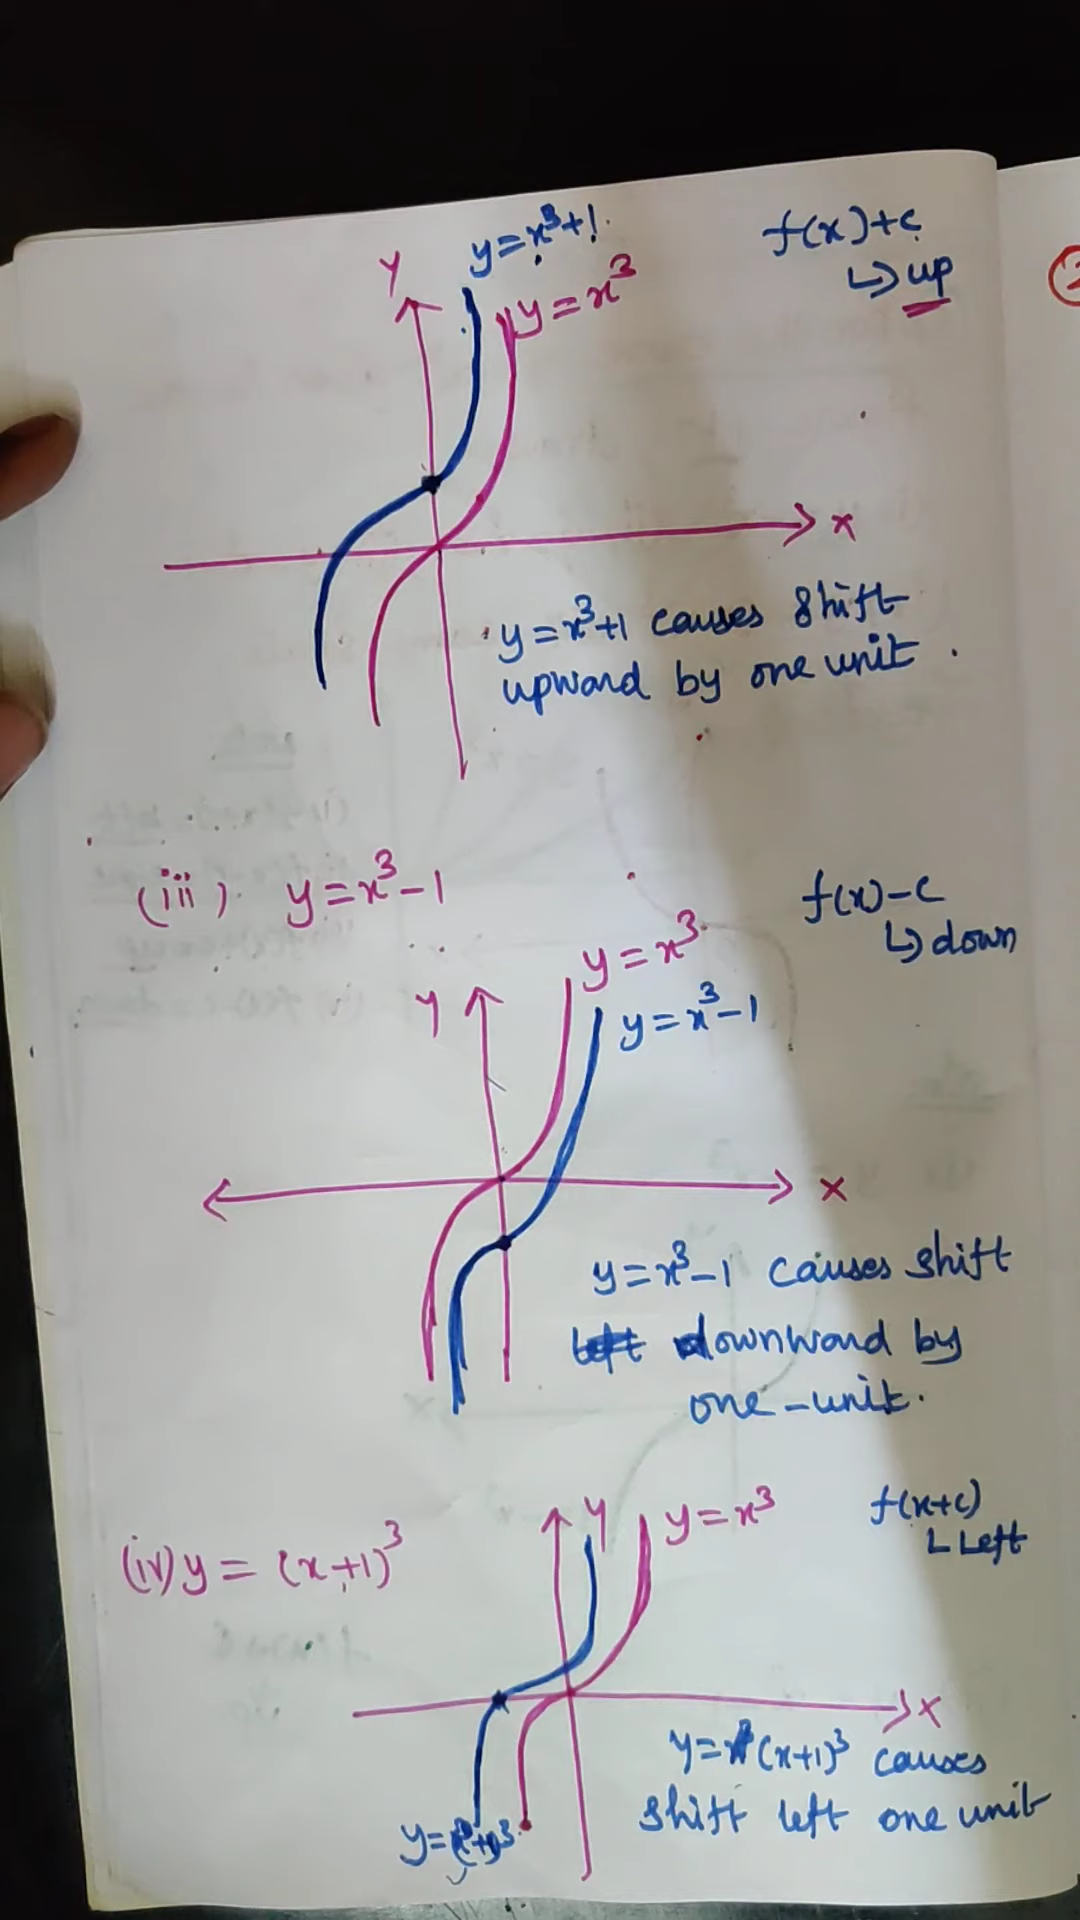 y=x³+1
f(x)+c
↳ up
Y
y=x³
x
y=x³+1 causes shift
upward by one unit.
(iii) y=x³-1
f(x)-c
↳ down
y=x³
Y
y=x³-1
x
y=x³-1 causes shift
downward by
one-unit.
(iv) y=(x+1)³
Y
y=x³
f(x+c)
↳ Left
x
y=(x+1)³ causes
shift left one unit